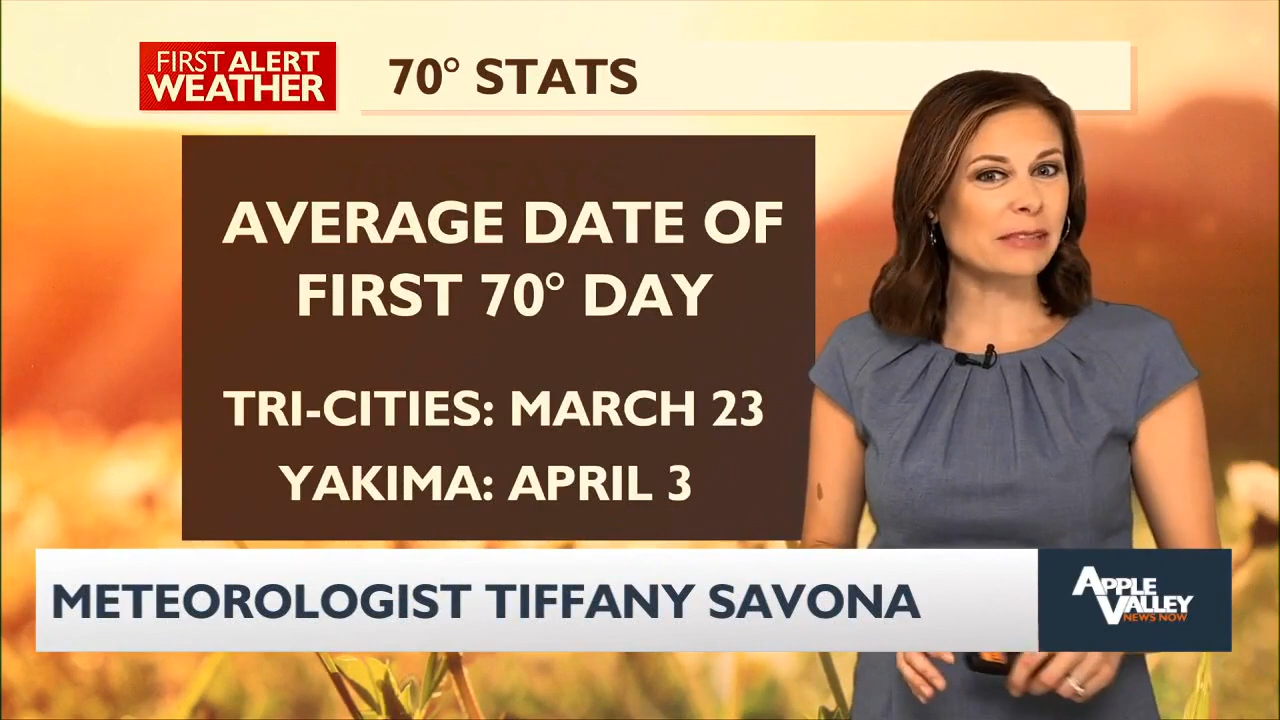 FIRST ALERT
WEATHER
70° STATS
AVERAGE DATE OF
FIRST 70° DAY
TRI-CITIES: MARCH 23
YAKIMA: APRIL 3
METEOROLOGIST TIFFANY SAVONA
APPLE
VALLEY
NEWS NOW